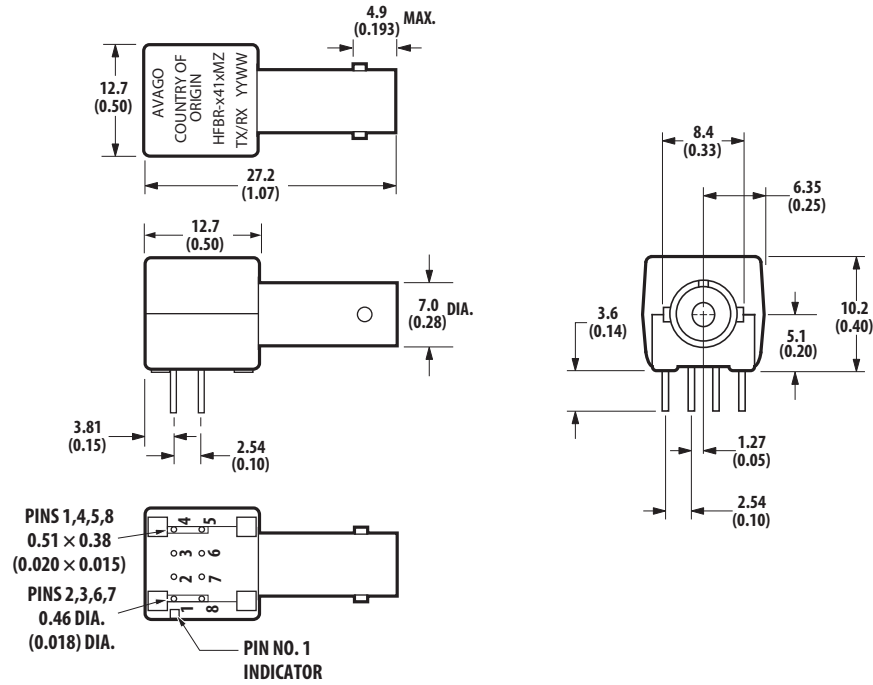 4.9
(0.193)
MAX.
12.7
(0.50)
AVAGO
COUNTRY OF
ORIGIN
HFBR-x41xMZ
TX/RX YYWW
27.2
(1.07)
8.4
(0.33)
6.35
(0.25)
12.7
(0.50)
7.0
(0.28)
DIA.
3.6
(0.14)
10.2
(0.40)
5.1
(0.20)
3.81
(0.15)
2.54
(0.10)
1.27
(0.05)
2.54
(0.10)
PINS 1,4,5,8
0.51 × 0.38
(0.020 × 0.015)
PINS 2,3,6,7
0.46 DIA.
(0.018) DIA.
4 5
3 6
2 7
1 8
PIN NO. 1
INDICATOR